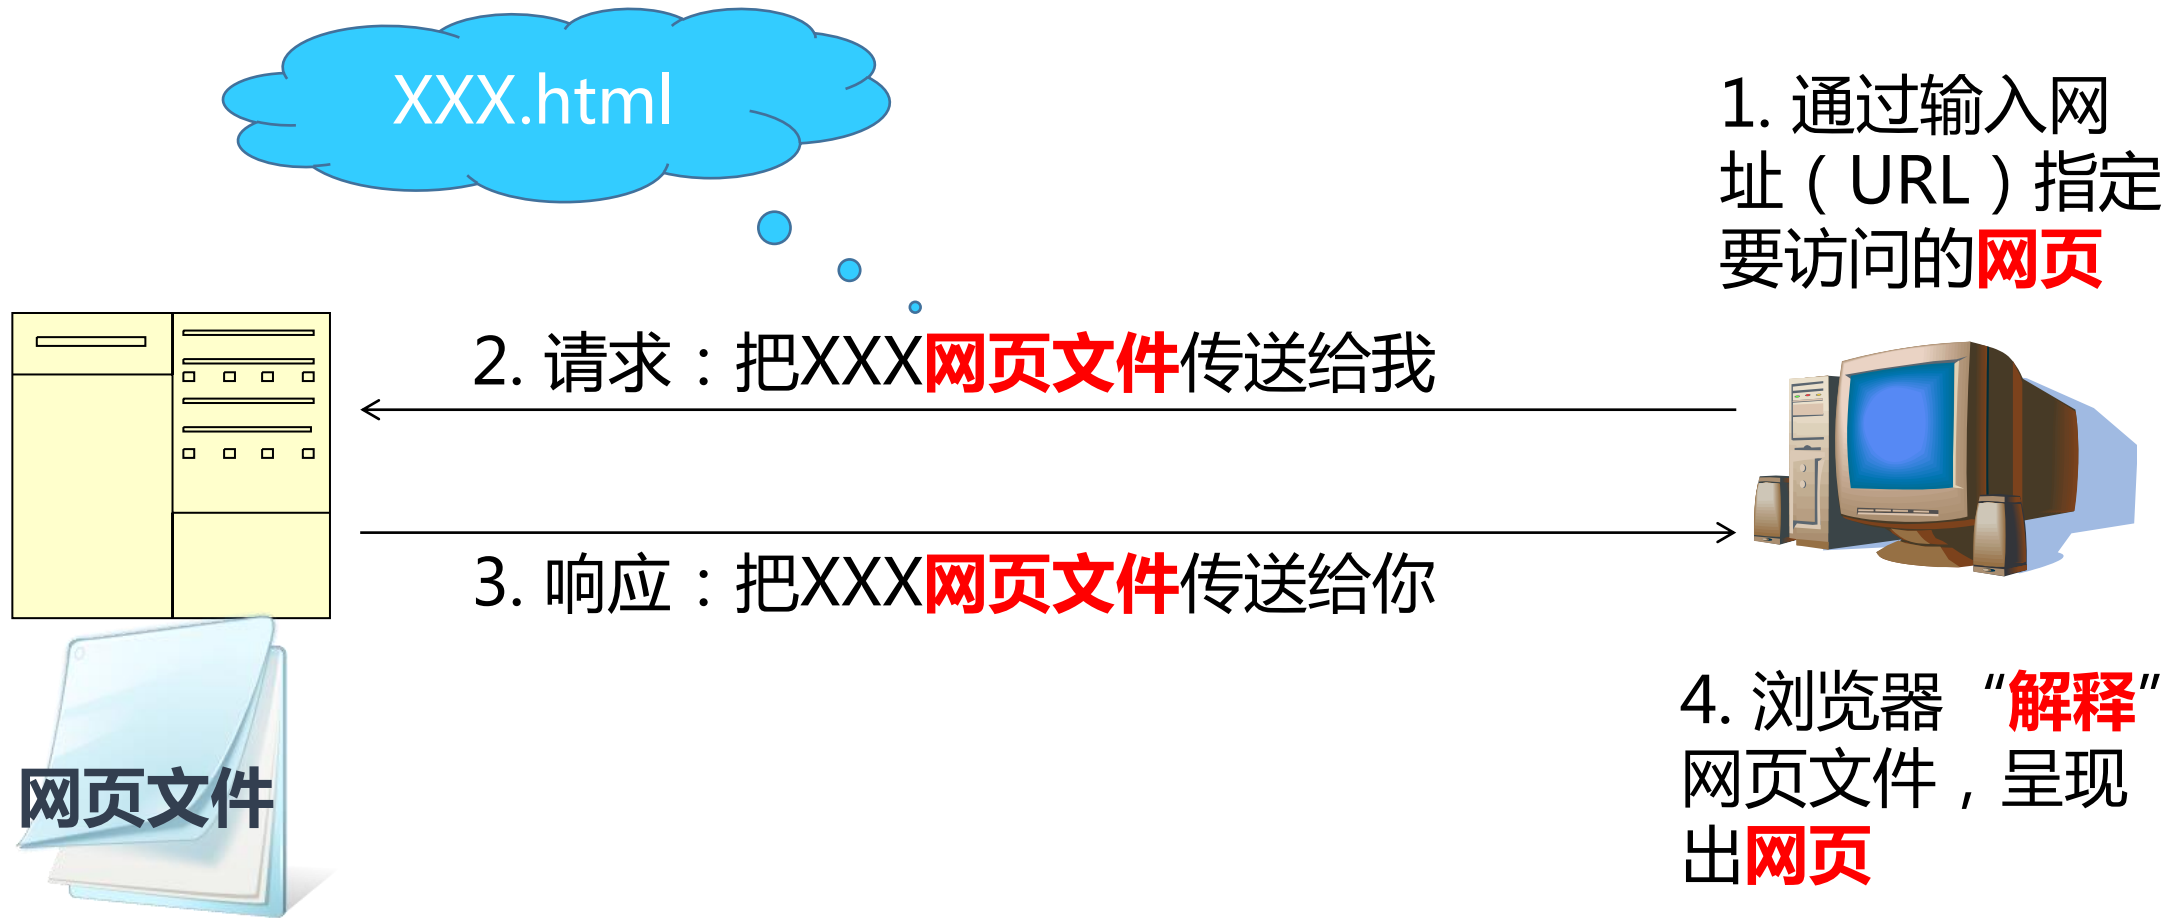 XXX.html
1. 通过输入网
址（URL）指定
要访问的网页
2. 请求：把XXX网页文件传送给我
3. 响应：把XXX网页文件传送给你
网页文件
4. 浏览器“解释”
网页文件，呈现
出网页